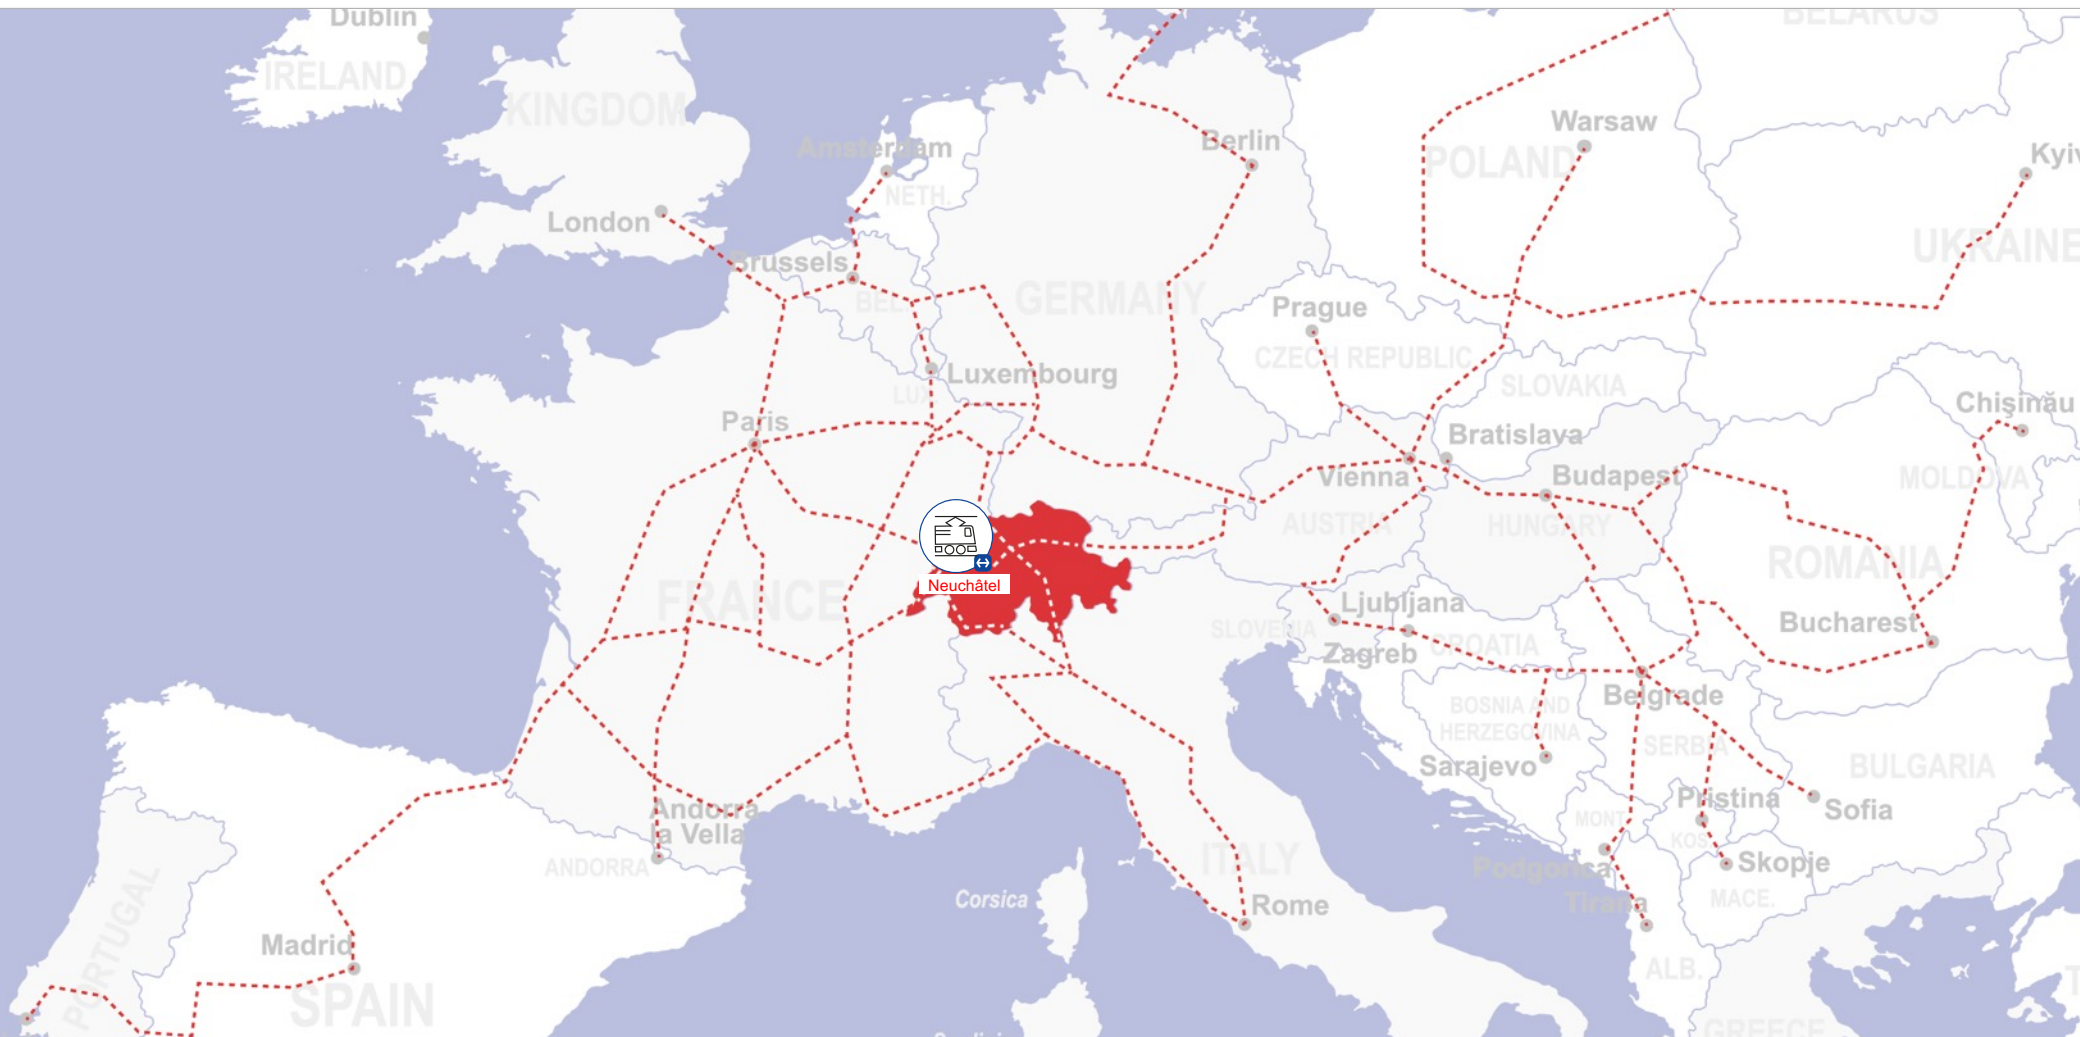 Dublin
BELARUS
IRELAND
KINGDOM
Warsaw
Berlin
Amsterdam
POLAND
Kyiv
NETH.
London
UKRAINE
Brussels
BEL.
GERMANY
Prague
CZECH REPUBLIC
Luxembourg
SLOVAKIA
LUX.
Chişinău
Paris
Bratislava
Vienna
Budapest
MOLDOVA
AUSTRIA
HUNGARY
ROMANIA
Neuchâtel
FRANCE
Ljubljana
SLOVENIA
Bucharest
Zagreb
CROATIA
Belgrade
BOSNIA AND
HERZEGOVINA
SERBIA
Sarajevo
BULGARIA
Pristina
Andorra
la Vella
Sofia
MONT.
KOS.
ITALY
ANDORRA
Podgorica
Skopje
Corsica
Tirana
MACE.
Rome
PORTUGAL
Madrid
ALB.
SPAIN
GREECE